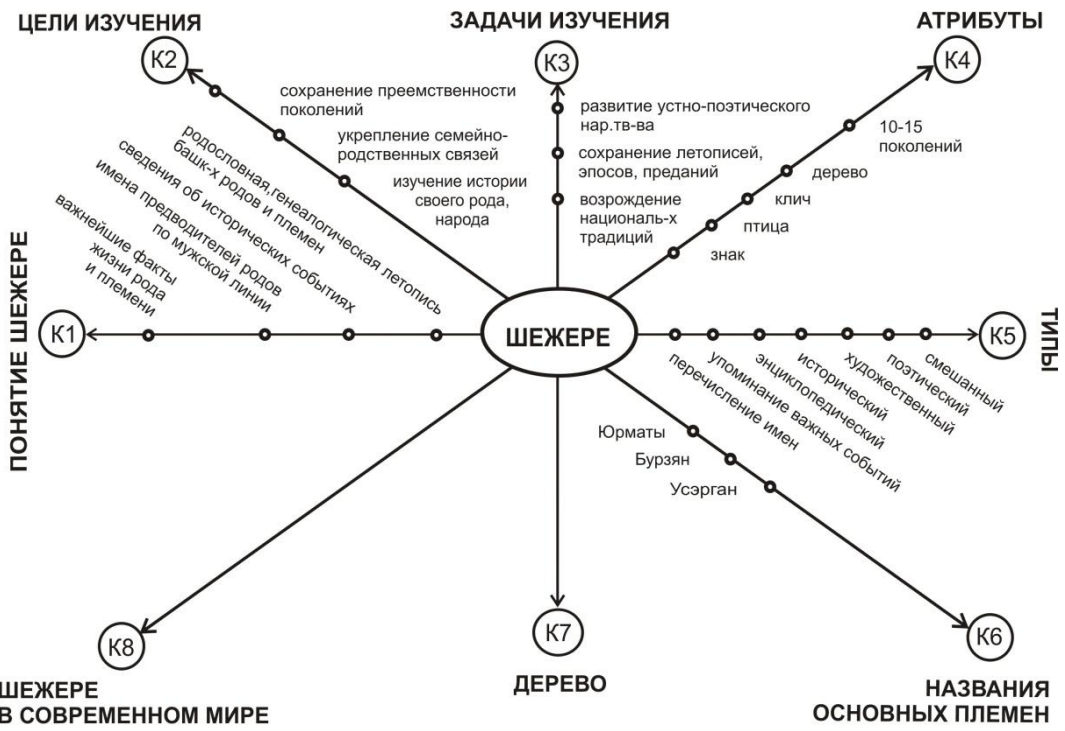 ЦЕЛИ ИЗУЧЕНИЯ
К2
сохранение преемственности
поколений
укрепление семейно-
родственных связей
изучение истории
своего рода,
народа
ЗАДАЧИ ИЗУЧЕНИЯ
К3
развитие устно-поэтического
нар.тв-ва
сохранение летописей,
эпосов, преданий
возрождение
националь-х
традиций
АТРИБУТЫ
К4
10-15
поколений
дерево
клич
птица
знак
ПОНЯТИЕ ШЕЖЕРЕ
К1
важнейшие факты
жизни рода
и племени
имена предводителей родов
по мужской линии
сведения об исторических событиях
родословная,генеалогическая летопись
башк-х родов и племен
ШЕЖЕРЕ
ТИПЫ
К5
перечисление имен
упоминание важных событий
энциклопедический
исторический
художественный
поэтический
смешанный
Юрматы
Бурзян
Усэрган
К6
НАЗВАНИЯ
ОСНОВНЫХ ПЛЕМЕН
К7
ДЕРЕВО
К8
ШЕЖЕРЕ
В СОВРЕМЕННОМ МИРЕ